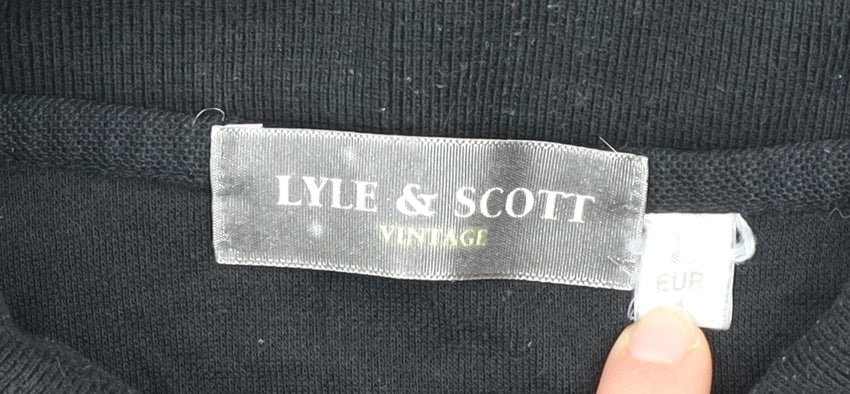 LYLE & SCOTT
VINTAGE
EUR